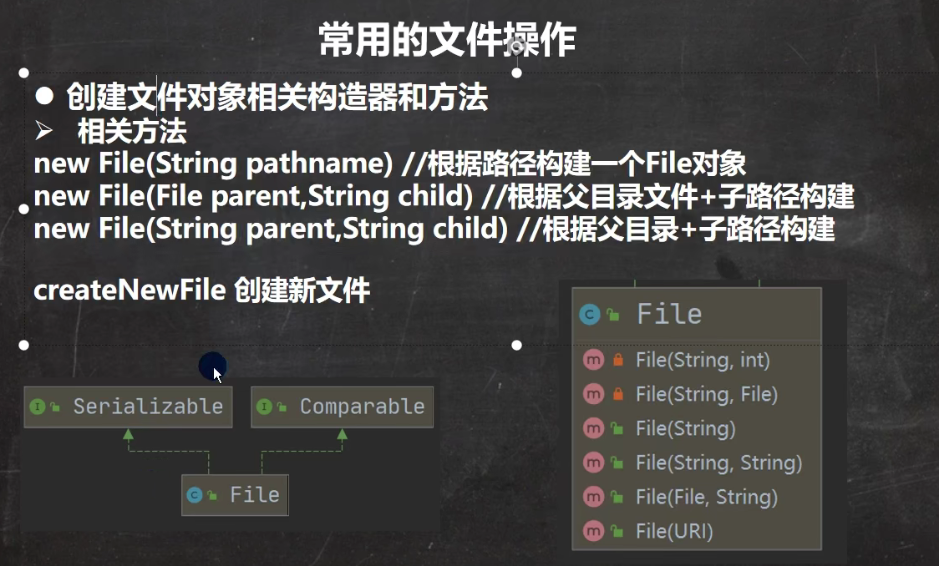 常用的文件操作
● 创建文件对象相关构造器和方法
➢ 相关方法
new File(String pathname) //根据路径构建一个File对象
new File(File parent,String child) //根据父目录文件+子路径构建
new File(String parent,String child) //根据父目录+子路径构建
createNewFile 创建新文件
I Serializable
I Comparable
C File
C File
m File(String, int)
m File(String, File)
m File(String)
m File(String, String)
m File(File, String)
m File(URI)